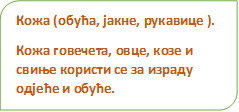 Кожа (обућа, јакне, рукавице ).
Кожа говечета, овце, козе и
свиње користи се за израду
одјеће и обуће.